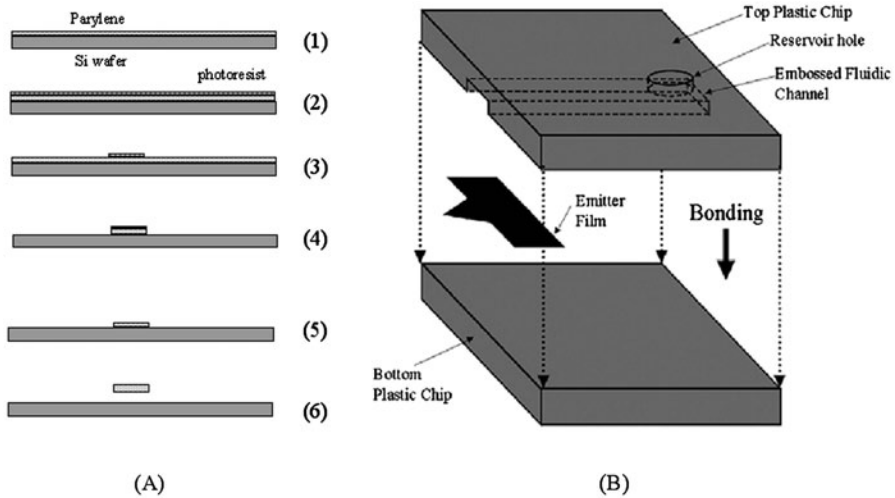 Parylene
(1)
Si wafer
photoresist
(2)
(3)
(4)
(5)
(6)
(A)
Top Plastic Chip
Reservoir hole
Embossed Fluidic
Channel
Emitter
Film
Bonding
Bottom
Plastic Chip
(B)